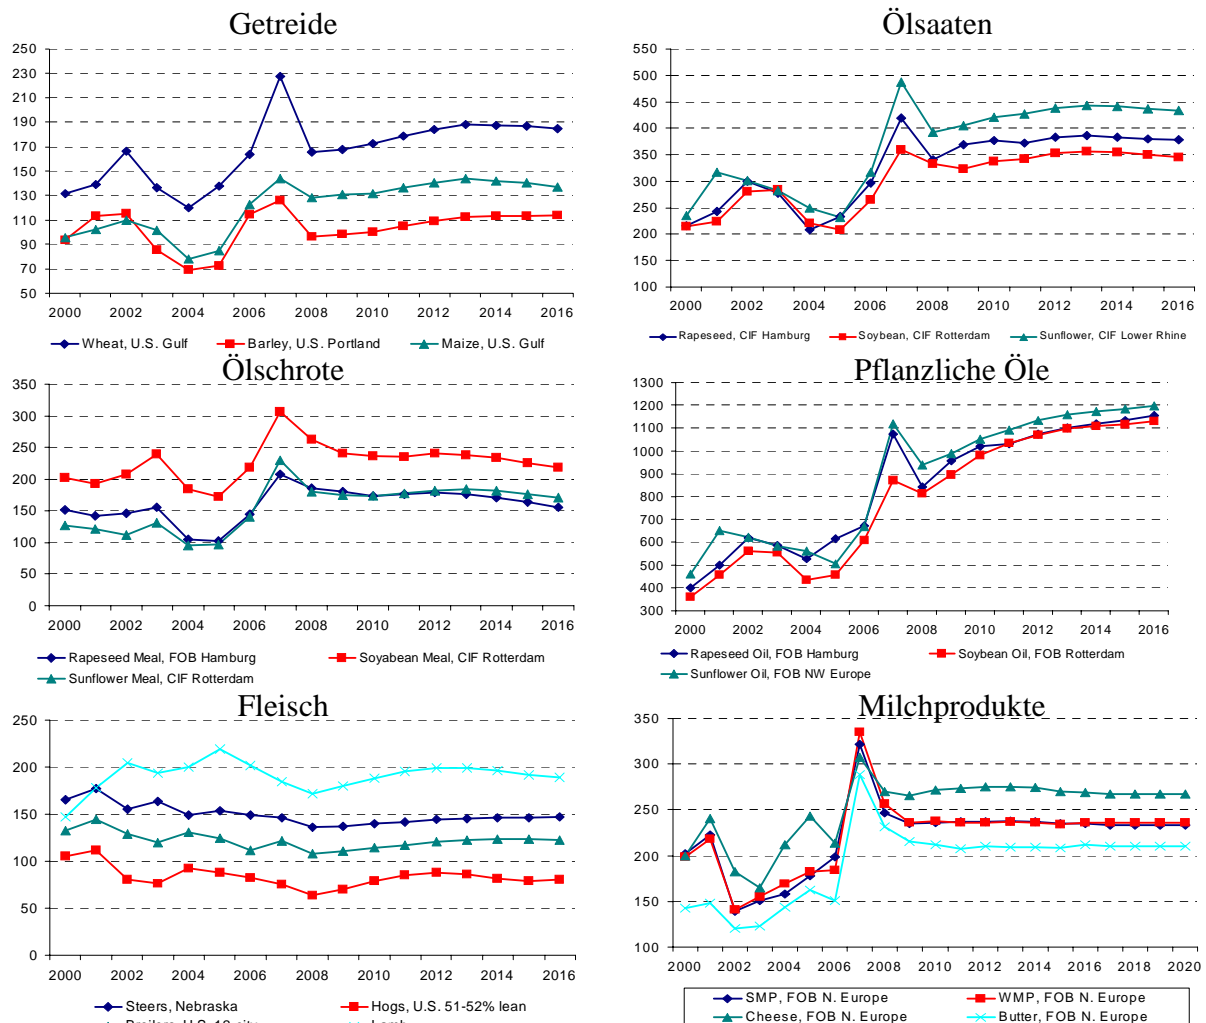 Getreide
250
230
210
190
170
150
130
110
90
70
50
2000 2002 2004 2006 2008 2010 2012 2014 2016
Wheat, U.S. Gulf Barley, U.S. Portland Maize, U.S. Gulf
Ölsaaten
550
500
450
400
350
300
250
200
150
100
2000 2002 2004 2006 2008 2010 2012 2014 2016
Rapeseed, CIF Hamburg Soybean, CIF Rotterdam Sunflower, CIF Lower Rhine
Ölschrote
350
300
250
200
150
100
50
0
2000 2002 2004 2006 2008 2010 2012 2014 2016
Rapeseed Meal, FOB Hamburg Soyabean Meal, CIF Rotterdam
Sunflower Meal, CIF Rotterdam
Pflanzliche Öle
1300
1200
1100
1000
900
800
700
600
500
400
300
2000 2002 2004 2006 2008 2010 2012 2014 2016
Rapeseed Oil, FOB Hamburg Soybean Oil, FOB Rotterdam
Sunflower Oil, FOB NW Europe
Fleisch
250
200
150
100
50
0
2000 2002 2004 2006 2008 2010 2012 2014 2016
Steers, Nebraska Hogs, U.S. 51-52% lean
Milchprodukte
350
300
250
200
150
100
2000 2002 2004 2006 2008 2010 2012 2014 2016 2018 2020
SMP, FOB N. Europe WMP, FOB N. Europe
Cheese, FOB N. Europe Butter, FOB N. Europe